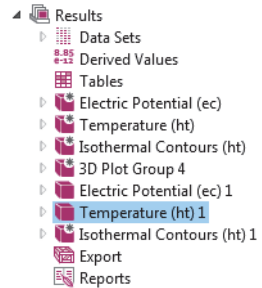 Results
Data Sets
8.85
e-12 Derived Values
Tables
Electric Potential (ec)
Temperature (ht)
Isothermal Contours (ht)
3D Plot Group 4
Electric Potential (ec) 1
Temperature (ht) 1
Isothermal Contours (ht) 1
Export
Reports